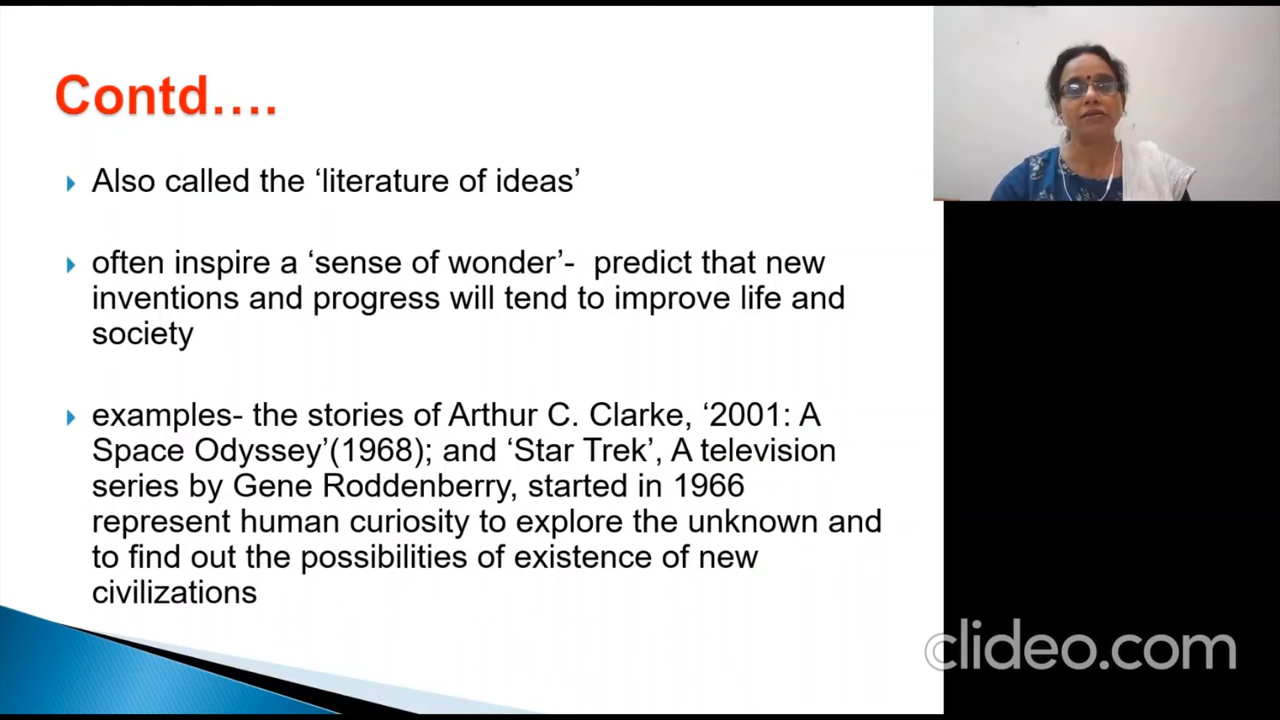 Contd….
Also called the ‘literature of ideas’
often inspire a ‘sense of wonder’-  predict that new
inventions and progress will tend to improve life and
society
examples- the stories of Arthur C. Clarke, ‘2001: A
Space Odyssey’(1968); and ‘Star Trek’, A television
series by Gene Roddenberry, started in 1966
represent human curiosity to explore the unknown and
to find out the possibilities of existence of new
civilizations
clideo.com